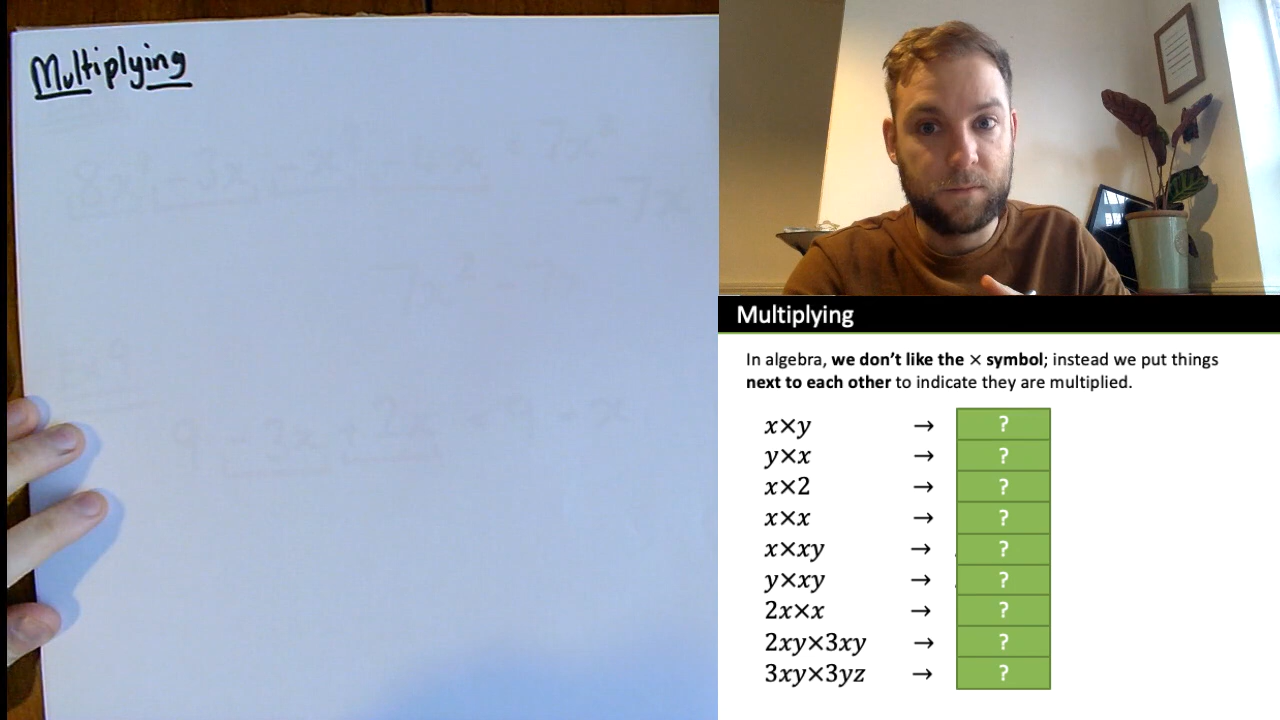 Multiplying
Multiplying
In algebra, we don't like the × symbol; instead we put things
next to each other to indicate they are multiplied.
x×y → ?
y×x → ?
x×2 → ?
x×x → ?
x×xy → ?
y×xy → ?
2x×x → ?
2xy×3xy → ?
3xy×3yz → ?